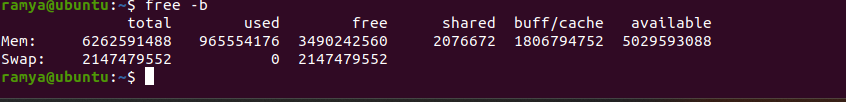 ramya@ubuntu:~$ free -b
              total        used        free      shared  buff/cache   available
Mem:     6262591488   965554176  3490242560     2076672  1806794752  5029593088
Swap:    2147479552           0  2147479552
ramya@ubuntu:~$